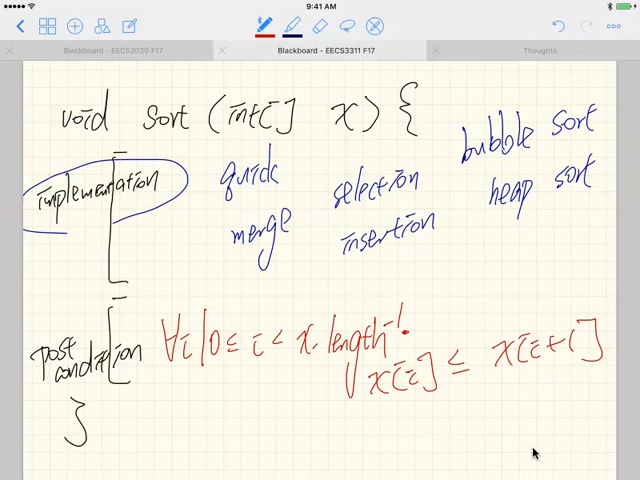 9:41 AM
Blackboard - EECS2030 F17
Blackboard - EECS3311 F17
Thoughts
void sort (int[] x) {
bubble sort
implementation quick selection heap sort
merge insertion
post condition ∀i | 0 ≤ i < x.length -1 •
x[i] ≤ x[i+1]
}